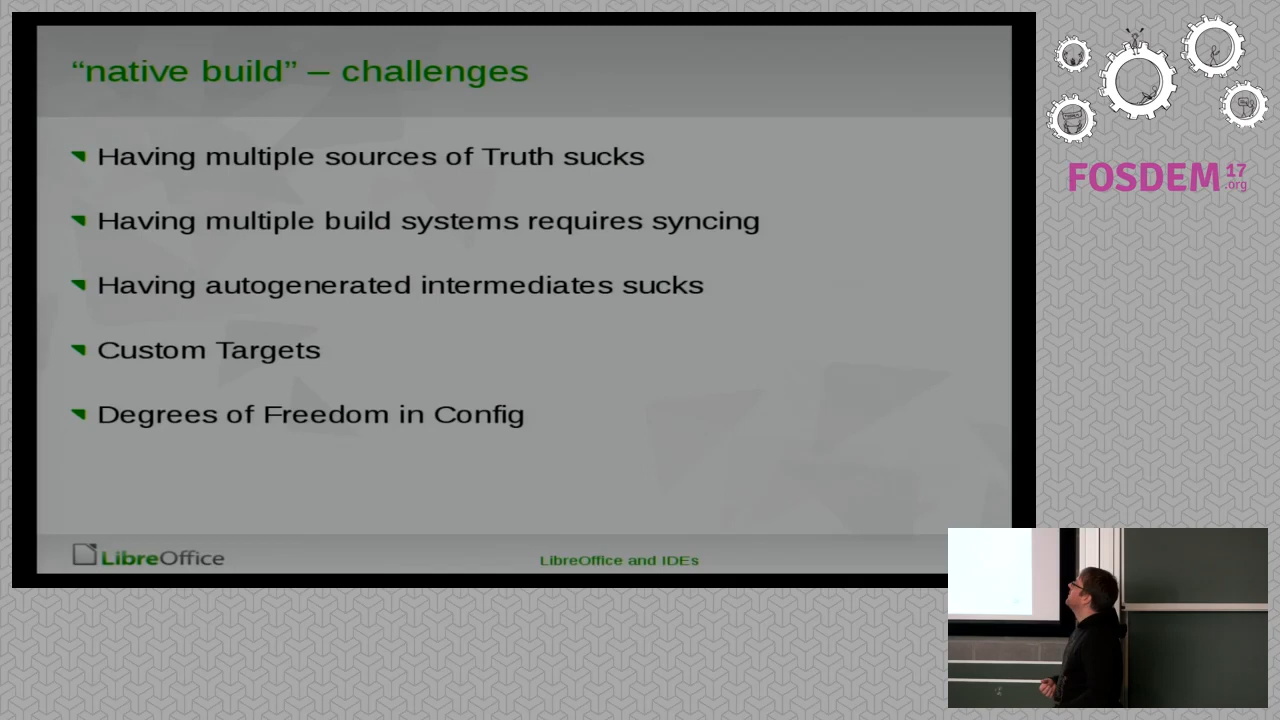 “native build” – challenges
Having multiple sources of Truth sucks
Having multiple build systems requires syncing
Having autogenerated intermediates sucks
Custom Targets
Degrees of Freedom in Config
LibreOffice
LibreOffice and IDEs
FOSDEM 17
.org